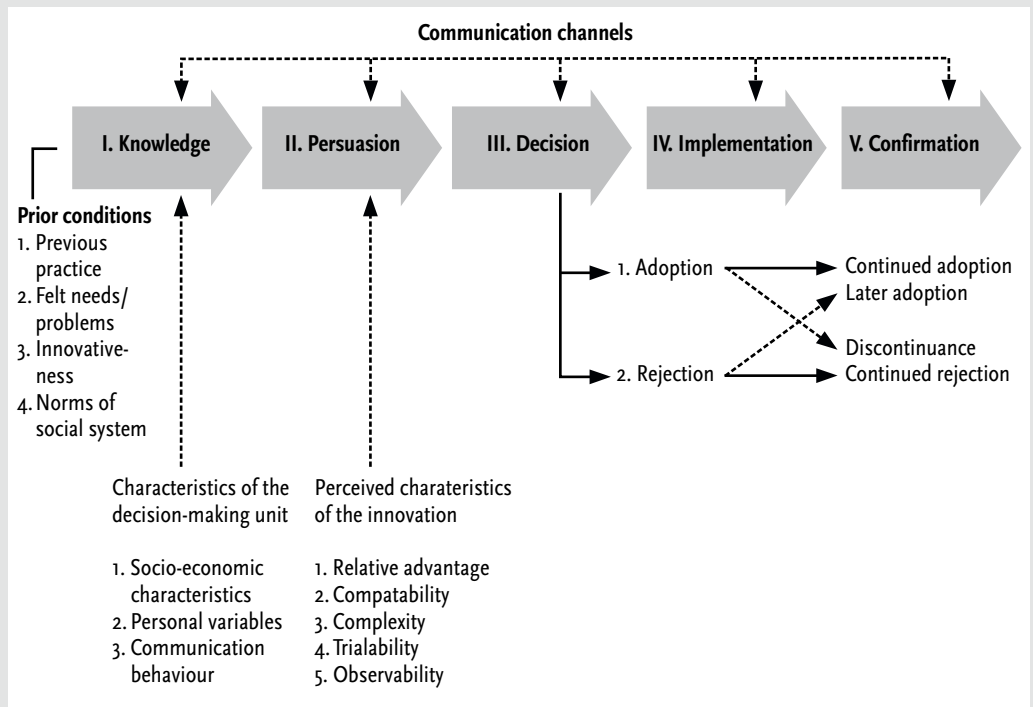 Communication channels
I. Knowledge
II. Persuasion
III. Decision
IV. Implementation
V. Confirmation
Prior conditions
1. Previous
practice
2. Felt needs/
problems
3. Innovative-
ness
4. Norms of
social system
1. Adoption
2. Rejection
Continued adoption
Later adoption
Discontinuance
Continued rejection
Characteristics of the
decision-making unit
1. Socio-economic
characteristics
2. Personal variables
3. Communication
behaviour
Perceived charateristics
of the innovation
1. Relative advantage
2. Compatability
3. Complexity
4. Trialability
5. Observability